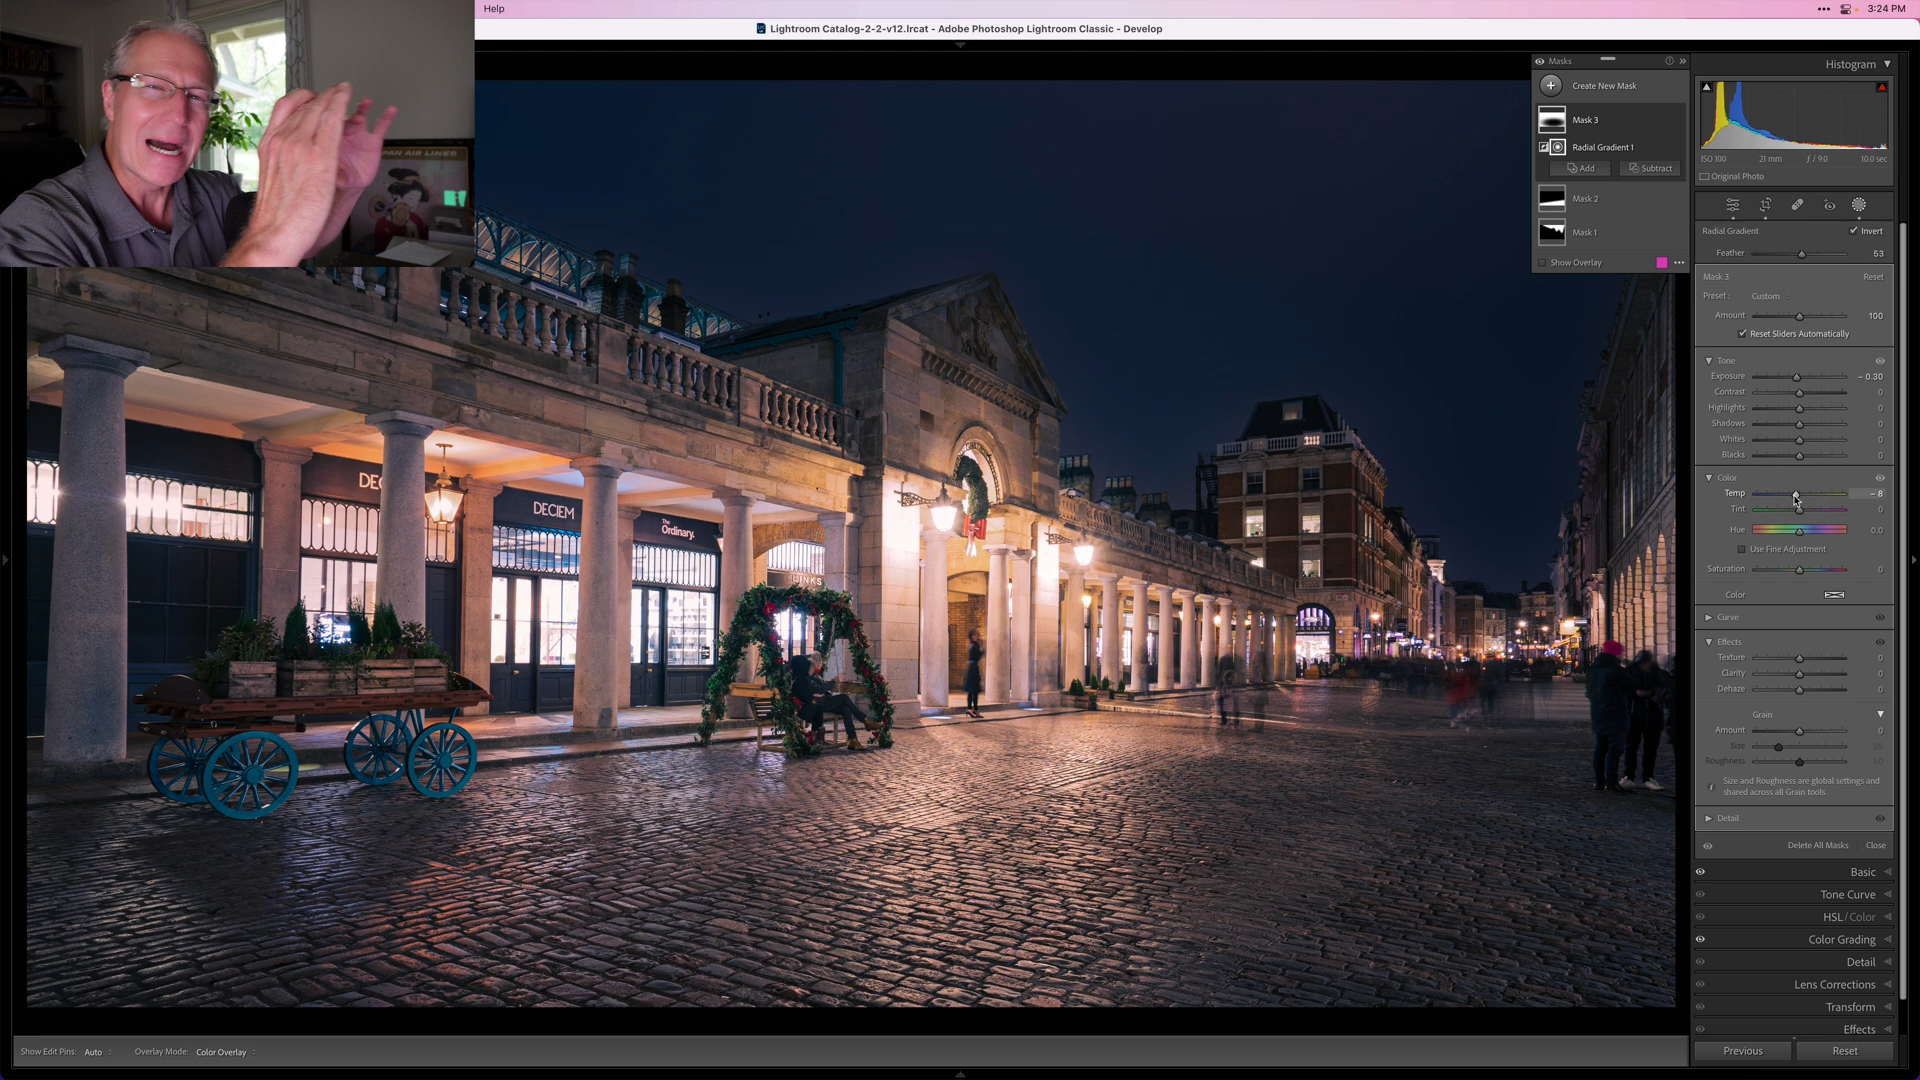 Help
••• 3:24 PM
Lightroom Catalog-2-2-v12.lrcat - Adobe Photoshop Lightroom Classic - Develop
PAN AIR LINES
Masks
Create New Mask
Mask 3
Radial Gradient 1
Add Subtract
Mask 2
Mask 1
Show Overlay
Histogram
ISO 100 21 mm ƒ / 9.0 10.0 sec
Original Photo
Radial Gradient Invert
Feather 53
Mask 3 Reset
Preset: Custom
Amount 100
Reset Sliders Automatically
Tone
Exposure – 0.30
Contrast 0
Highlights 0
Shadows 0
Whites 0
Blacks 0
Color
Temp – 8
Tint 0
Hue 0.0
Use Fine Adjustment
Saturation 0
Color
Curve
Effects
Texture 0
Clarity 0
Dehaze 0
Grain
Amount 0
Size 25
Roughness 50
Size and Roughness are global settings and
shared across all Grain tools
Detail
Delete All Masks Close
Basic
Tone Curve
HSL / Color
Color Grading
Detail
Lens Corrections
Transform
Effects
Previous Reset
DEC
DECIEM
The
Ordinary.
Show Edit Pins: Auto Overlay Mode: Color Overlay